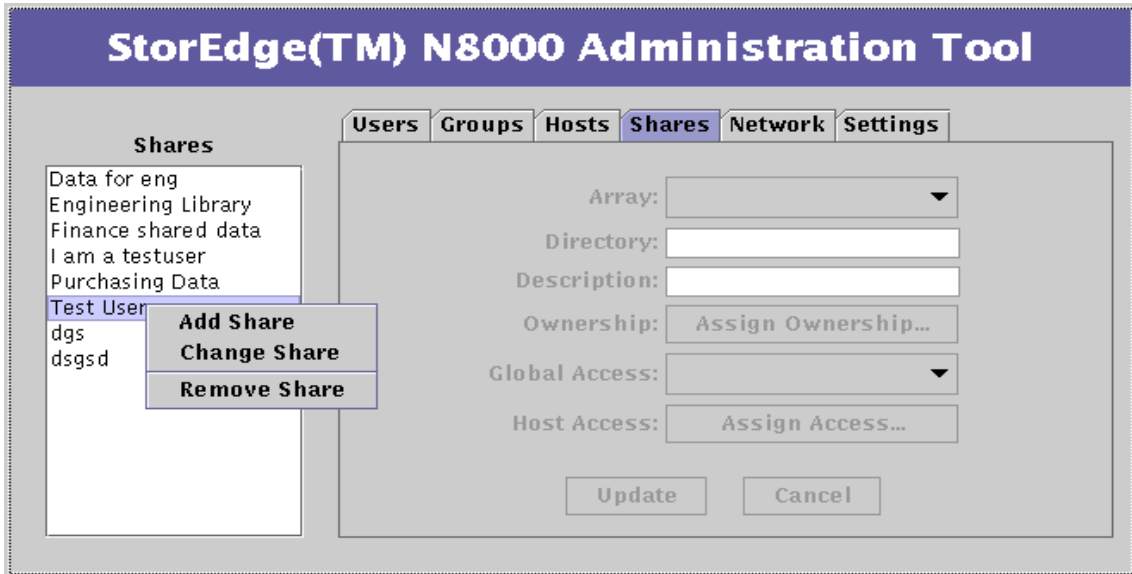 StorEdge(TM) N8000 Administration Tool
Users Groups Hosts Shares Network Settings
Shares
Data for eng
Engineering Library
Finance shared data
I am a testuser
Purchasing Data
Test User
dgs
dsgsd
Add Share
Change Share
Remove Share
Array:
Directory:
Description:
Ownership: Assign Ownership...
Global Access:
Host Access: Assign Access...
Update Cancel